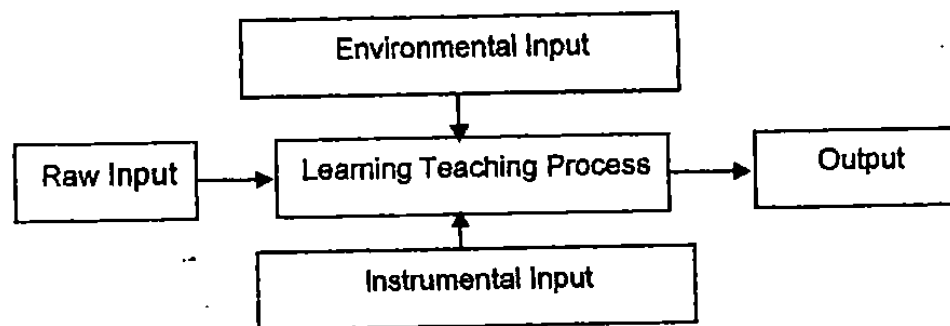 Environmental Input
Raw Input
Learning Teaching Process
Output
Instrumental Input